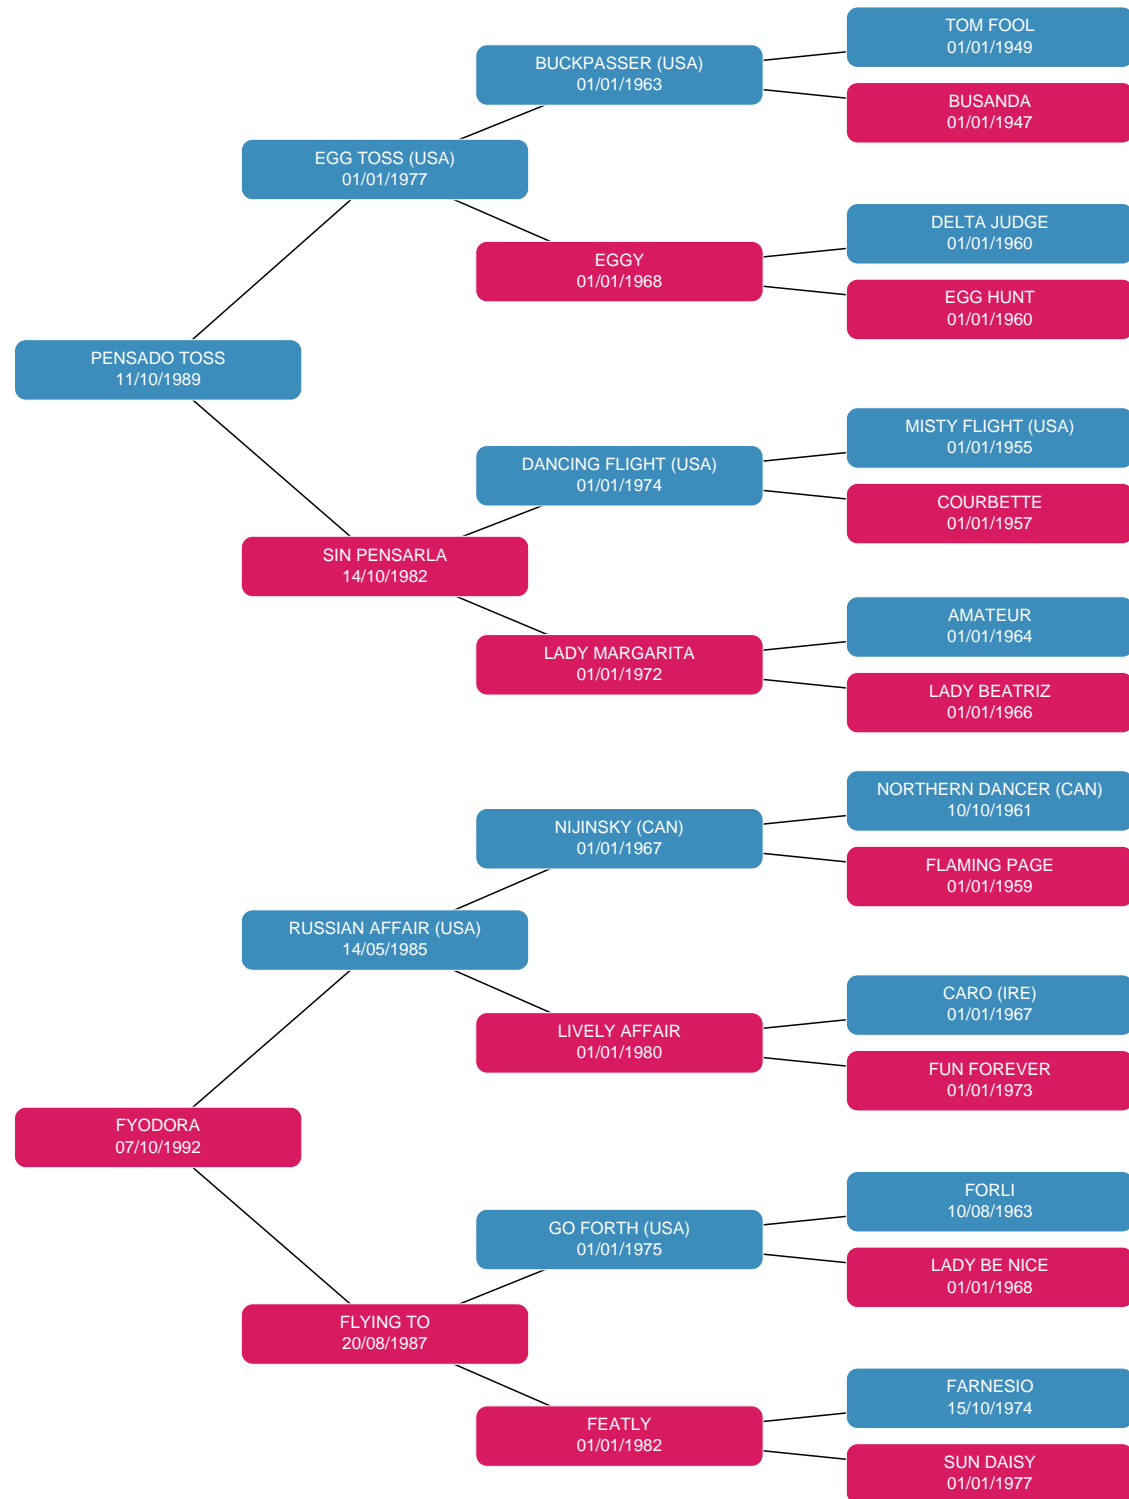 TOM FOOL
01/01/1949
BUCKPASSER (USA)
01/01/1963
BUSANDA
01/01/1947
EGG TOSS (USA)
01/01/1977
DELTA JUDGE
01/01/1960
EGGY
01/01/1968
EGG HUNT
01/01/1960
PENSADO TOSS
11/10/1989
MISTY FLIGHT (USA)
01/01/1955
DANCING FLIGHT (USA)
01/01/1974
COURBETTE
01/01/1957
SIN PENSARLA
14/10/1982
AMATEUR
01/01/1964
LADY MARGARITA
01/01/1972
LADY BEATRIZ
01/01/1966
NORTHERN DANCER (CAN)
10/10/1961
NIJINSKY (CAN)
01/01/1967
FLAMING PAGE
01/01/1959
RUSSIAN AFFAIR (USA)
14/05/1985
CARO (IRE)
01/01/1967
LIVELY AFFAIR
01/01/1980
FUN FOREVER
01/01/1973
FYODORA
07/10/1992
FORLI
10/08/1963
GO FORTH (USA)
01/01/1975
LADY BE NICE
01/01/1968
FLYING TO
20/08/1987
FARNESIO
15/10/1974
FEATLY
01/01/1982
SUN DAISY
01/01/1977